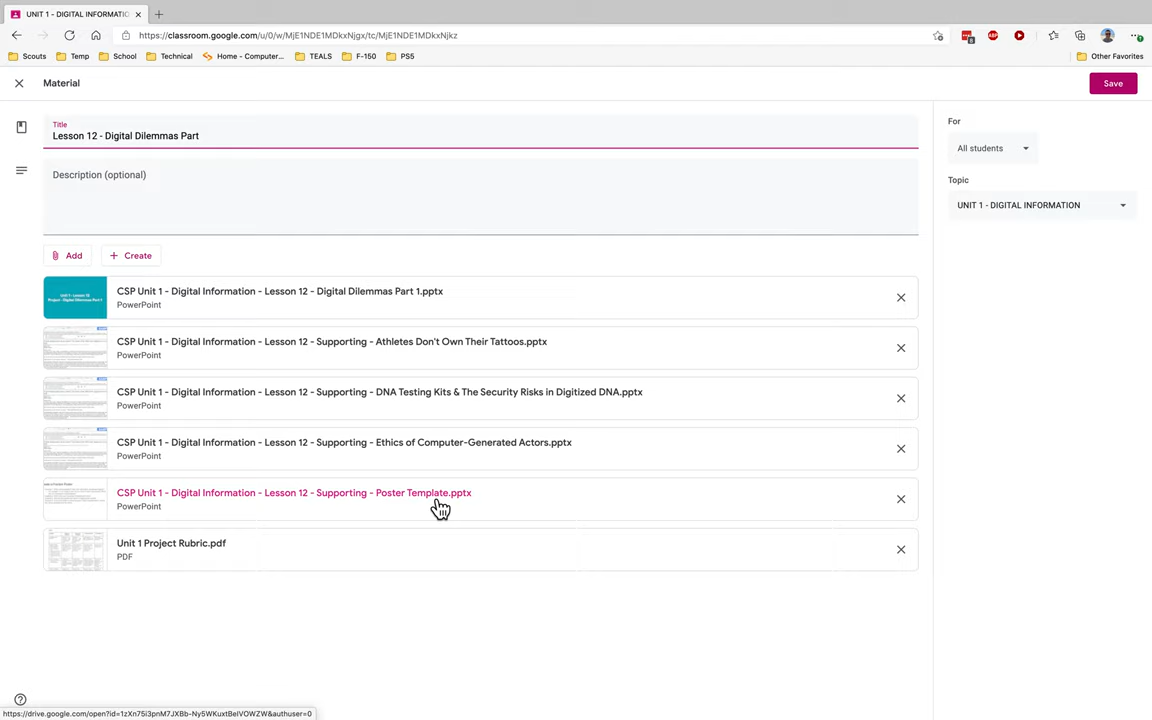 UNIT 1 - DIGITAL INFORMATIO
https://classroom.google.com/u/0/w/MjE1NDE1MDkxNjgx/tc/MjE1NDE1MDkxNjkz
Scouts Temp School Technical Home - Computer... TEALS F-150 PS5 Other Favorites
Material
Save
Title
Lesson 12 - Digital Dilemmas Part
Description (optional)
Add Create
CSP Unit 1 - Digital Information - Lesson 12 - Digital Dilemmas Part 1.pptx
PowerPoint
CSP Unit 1 - Digital Information - Lesson 12 - Supporting - Athletes Don't Own Their Tattoos.pptx
PowerPoint
CSP Unit 1 - Digital Information - Lesson 12 - Supporting - DNA Testing Kits & The Security Risks in Digitized DNA.pptx
PowerPoint
CSP Unit 1 - Digital Information - Lesson 12 - Supporting - Ethics of Computer-Generated Actors.pptx
PowerPoint
CSP Unit 1 - Digital Information - Lesson 12 - Supporting - Poster Template.pptx
PowerPoint
Unit 1 Project Rubric.pdf
PDF
For
All students
Topic
UNIT 1 - DIGITAL INFORMATION
https://drive.google.com/open?id=1zXn75i3pnM7JXBb-Ny5WKuxtBelVOWZW&authuser=0